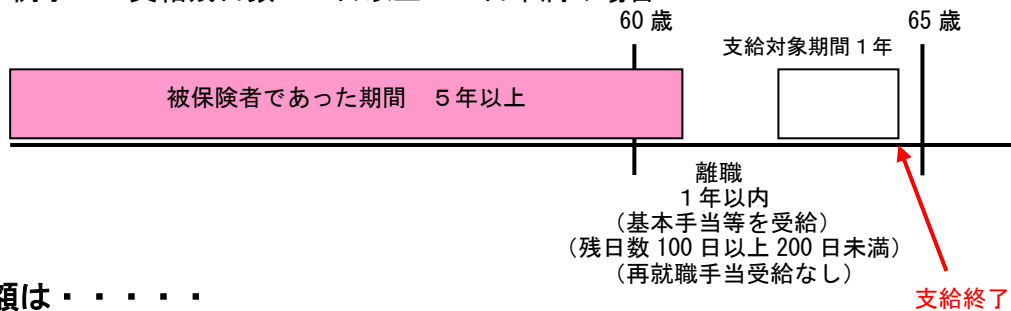 60 歳
65 歳
支給対象期間1年
被保険者であった期間　５年以上
離職
１年以内
（基本手当等を受給）
（残日数 100 日以上 200 日未満）
（再就職手当受給なし）
額は・・・・・
支給終了